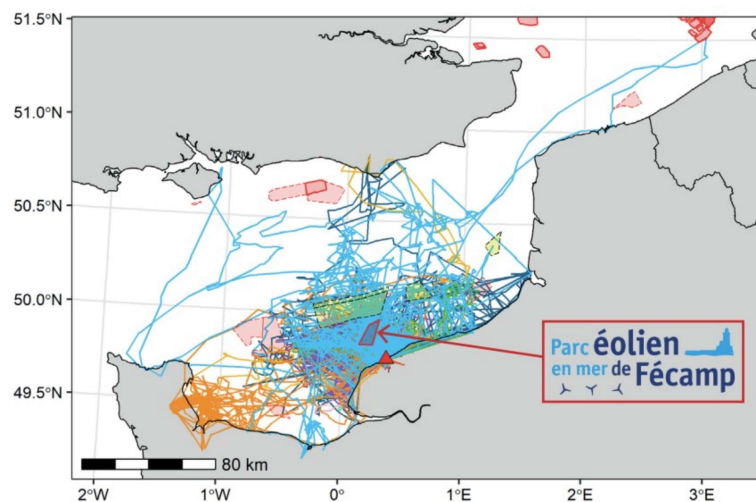 51.5°N
51.0°N
50.5°N
50.0°N
49.5°N
Parc éolien
en mer de Fécamp
80 km
2°W
1°W
0°
1°E
2°E
3°E